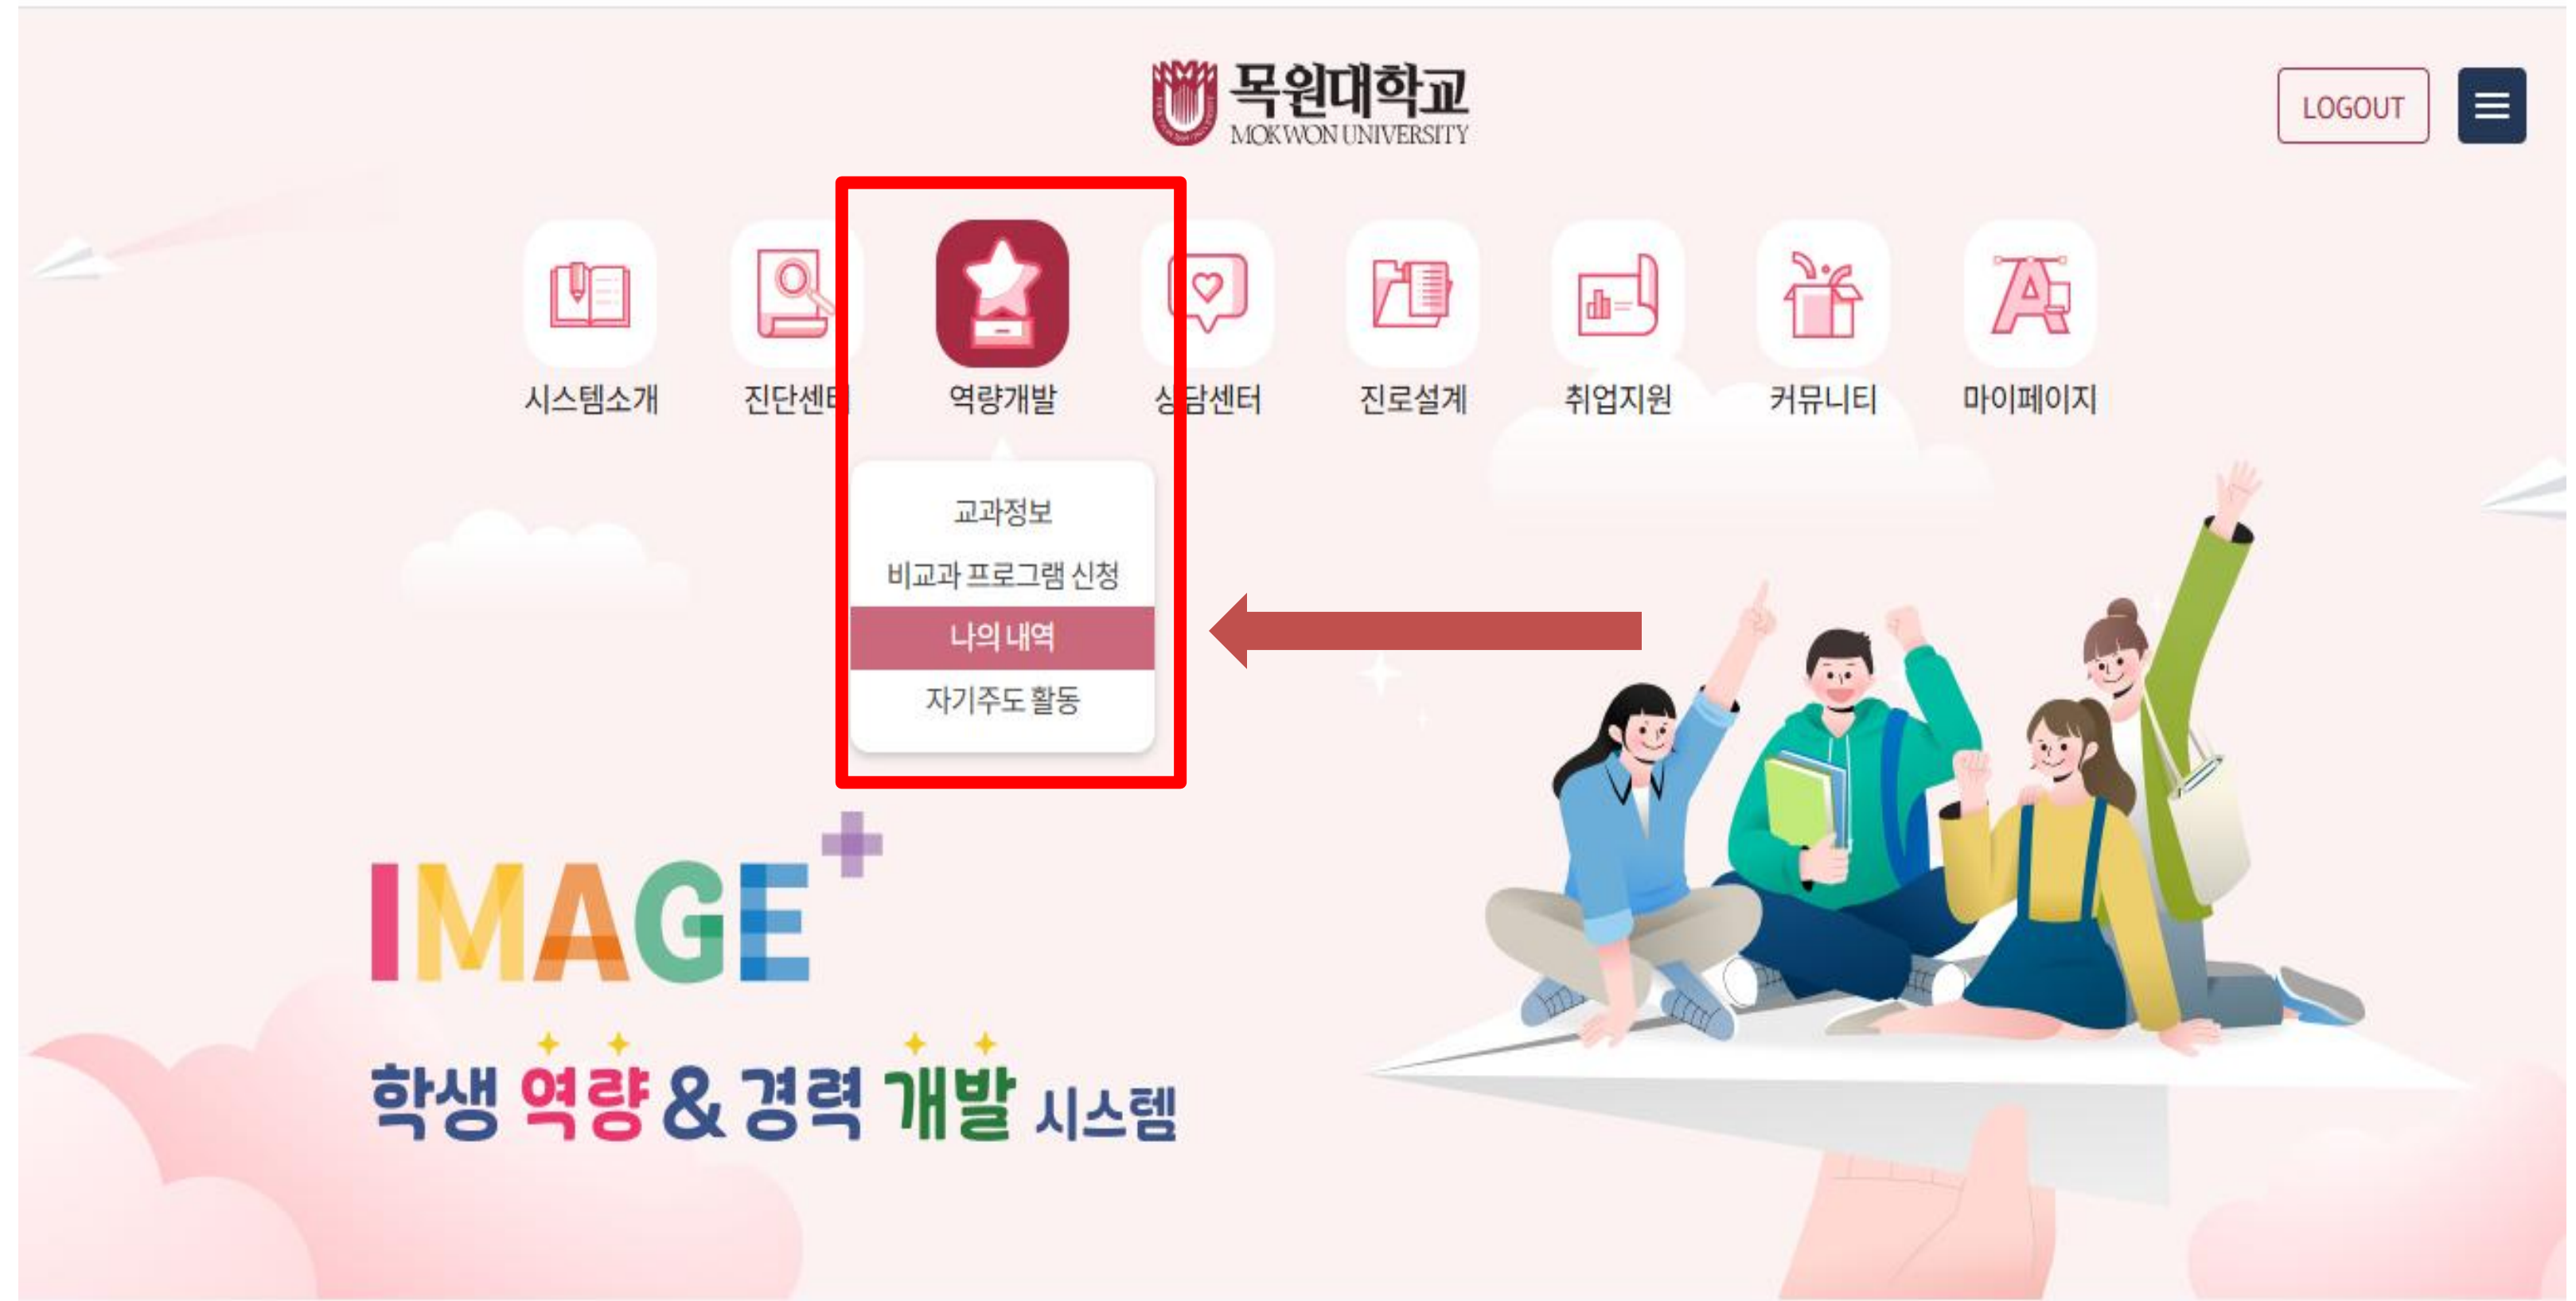 목원대학교
MOKWON UNIVERSITY
LOGOUT
시스템소개
진단센터
역량개발
상담센터
진로설계
취업지원
커뮤니티
마이페이지
교과정보
비교과 프로그램 신청
나의 내역
자기주도 활동
IMAGE+
학생 역량 & 경력 개발 시스템